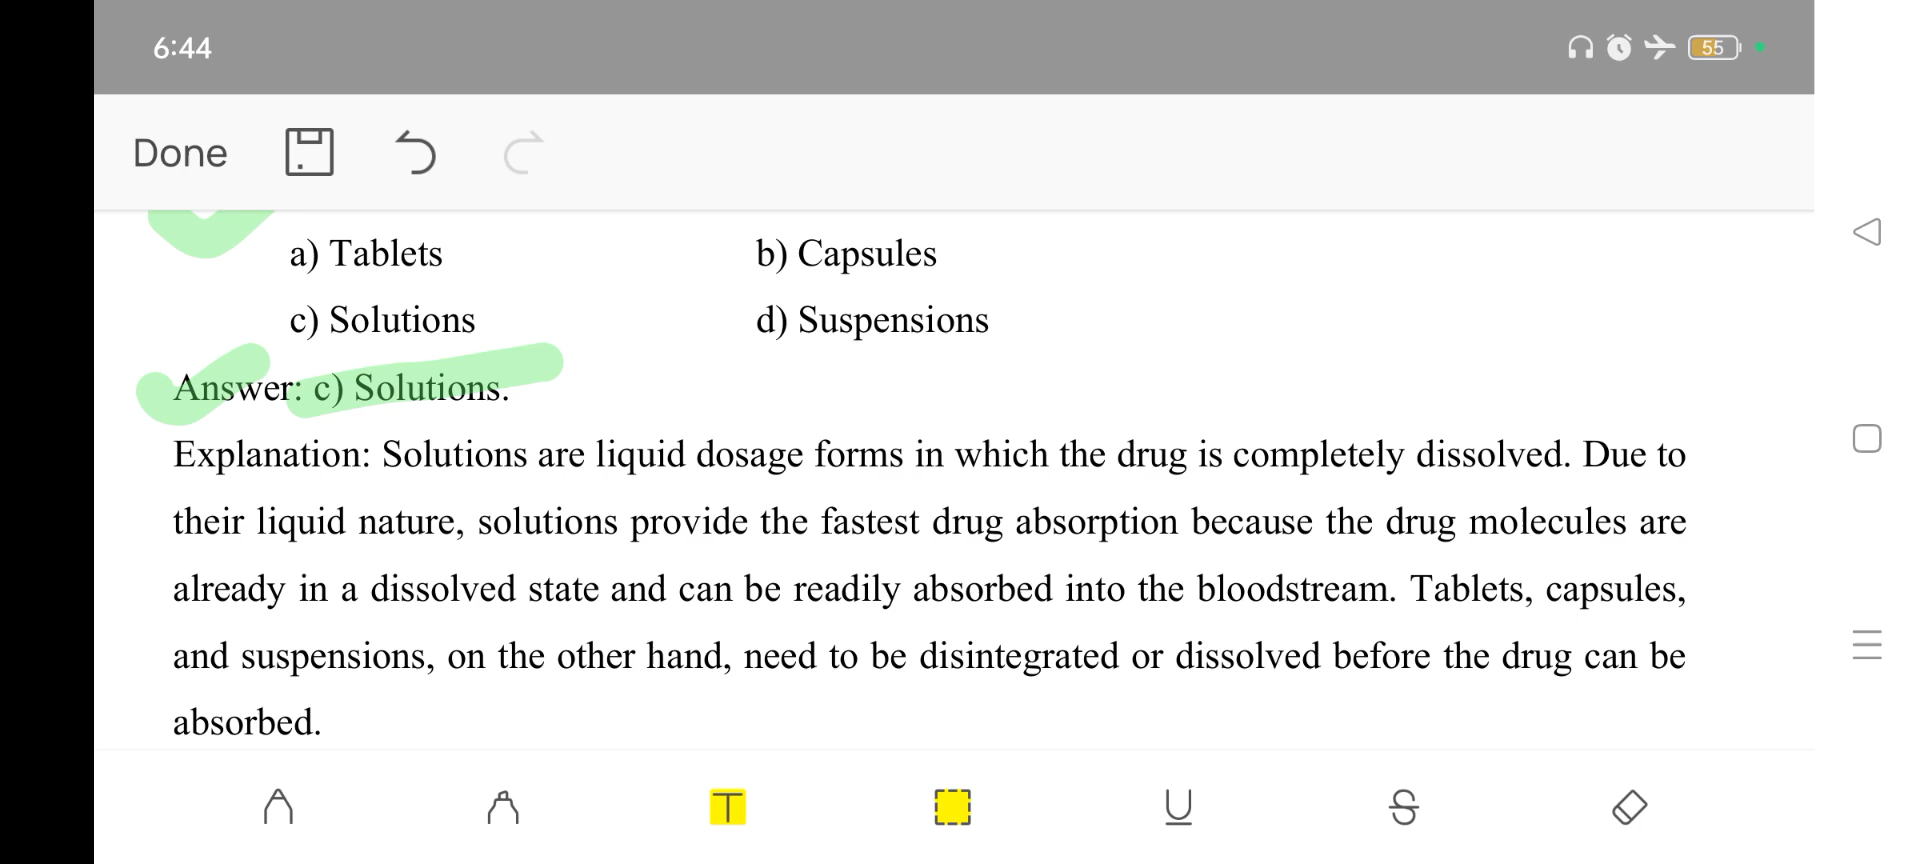 6:44
55
Done
a) Tablets b) Capsules
c) Solutions d) Suspensions
Answer: c) Solutions.
Explanation: Solutions are liquid dosage forms in which the drug is completely dissolved. Due to
their liquid nature, solutions provide the fastest drug absorption because the drug molecules are
already in a dissolved state and can be readily absorbed into the bloodstream. Tablets, capsules,
and suspensions, on the other hand, need to be disintegrated or dissolved before the drug can be
absorbed.
T U S